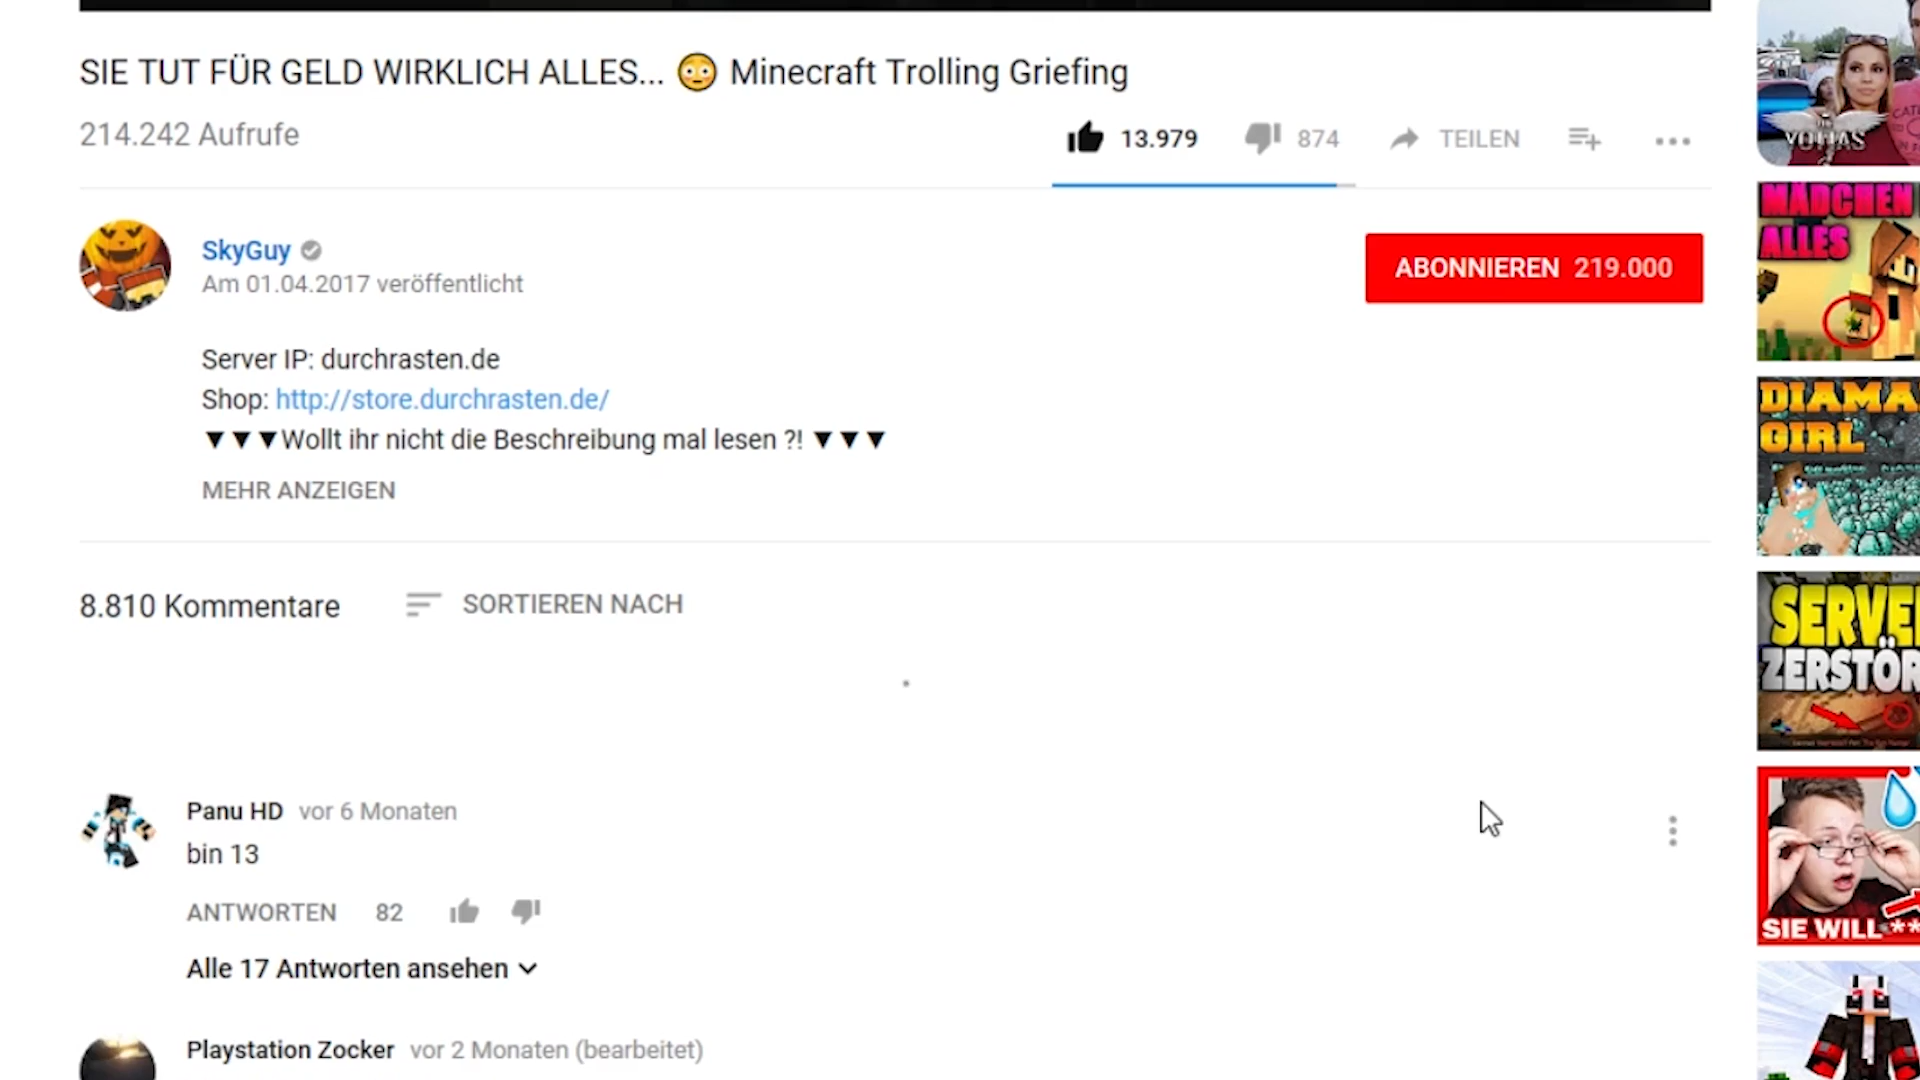 SIE TUT FÜR GELD WIRKLICH ALLES... 😳 Minecraft Trolling Griefing
214.242 Aufrufe
13.979
874
TEILEN
SkyGuy
Am 01.04.2017 veröffentlicht
ABONNIEREN 219.000
Server IP: durchrasten.de
Shop: http://store.durchrasten.de/
▼▼▼Wollt ihr nicht die Beschreibung mal lesen ?! ▼▼▼
MEHR ANZEIGEN
8.810 Kommentare
SORTIEREN NACH
Panu HD vor 6 Monaten
bin 13
ANTWORTEN 82
Alle 17 Antworten ansehen
Playstation Zocker vor 2 Monaten (bearbeitet)
MÄDCHEN
ALLES
DIAMA
GIRL
SERVE
ZERSTÖR
SIE WILL **